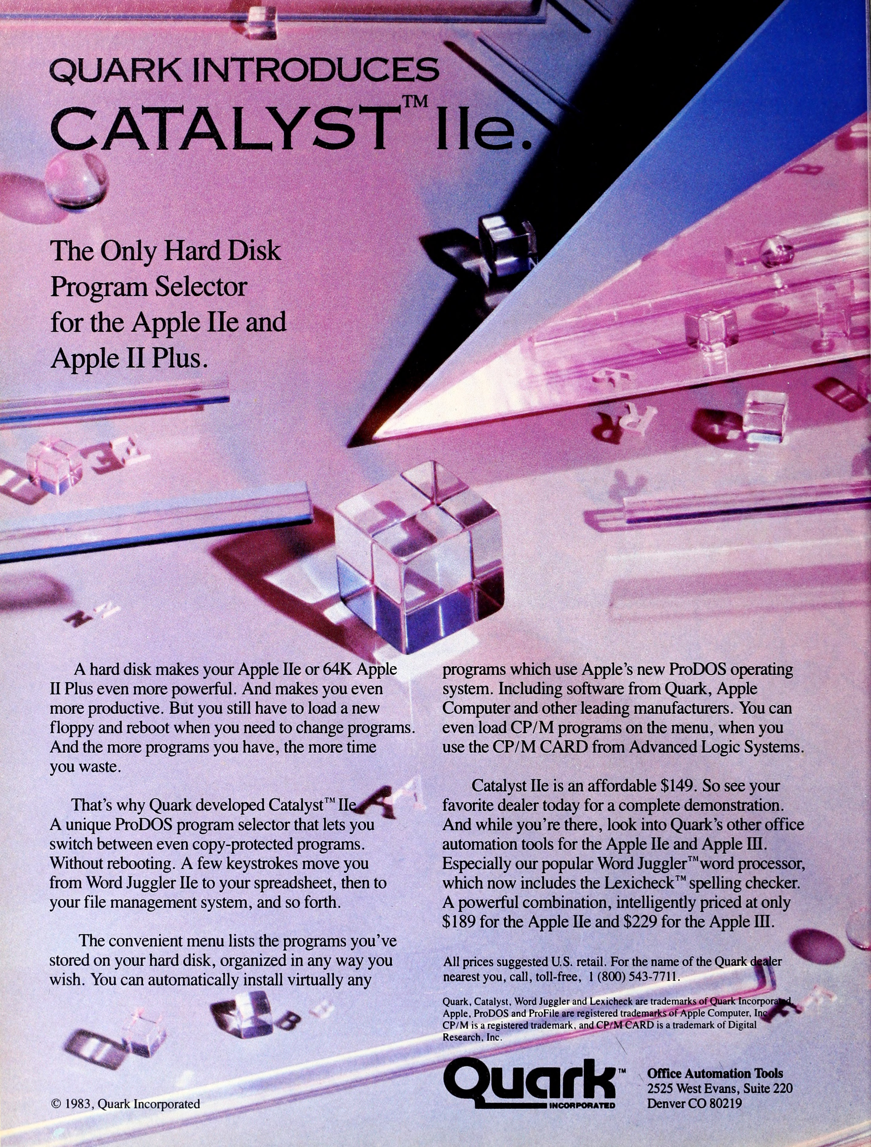 QUARK INTRODUCES
CATALYST™ IIe.
The Only Hard Disk
Program Selector
for the Apple IIe and
Apple II Plus.
A hard disk makes your Apple IIe or 64K Apple
II Plus even more powerful. And makes you even
more productive. But you still have to load a new
floppy and reboot when you need to change programs.
And the more programs you have, the more time
you waste.
That's why Quark developed Catalyst™ IIe
A unique ProDOS program selector that lets you
switch between even copy-protected programs.
Without rebooting. A few keystrokes move you
from Word Juggler IIe to your spreadsheet, then to
your file management system, and so forth.
The convenient menu lists the programs you've
stored on your hard disk, organized in any way you
wish. You can automatically install virtually any
programs which use Apple's new ProDOS operating
system. Including software from Quark, Apple
Computer and other leading manufacturers. You can
even load CP/M programs on the menu, when you
use the CP/M CARD from Advanced Logic Systems.
Catalyst IIe is an affordable $149. So see your
favorite dealer today for a complete demonstration.
And while you're there, look into Quark's other office
automation tools for the Apple IIe and Apple III.
Especially our popular Word Juggler™ word processor,
which now includes the Lexicheck™ spelling checker.
A powerful combination, intelligently priced at only
$189 for the Apple IIe and $229 for the Apple III.
All prices suggested U.S. retail. For the name of the Quark dealer
nearest you, call, toll-free, 1 (800) 543-7711.
Quark, Catalyst, Word Juggler and Lexicheck are trademarks of Quark Incorporated.
Apple, ProDOS and ProFile are registered trademarks of Apple Computer, Inc.
CP/M is a registered trademark, and CP/M CARD is a trademark of Digital
Research, Inc.
Quark™
INCORPORATED
Office Automation Tools
2525 West Evans, Suite 220
Denver CO 80219
© 1983, Quark Incorporated